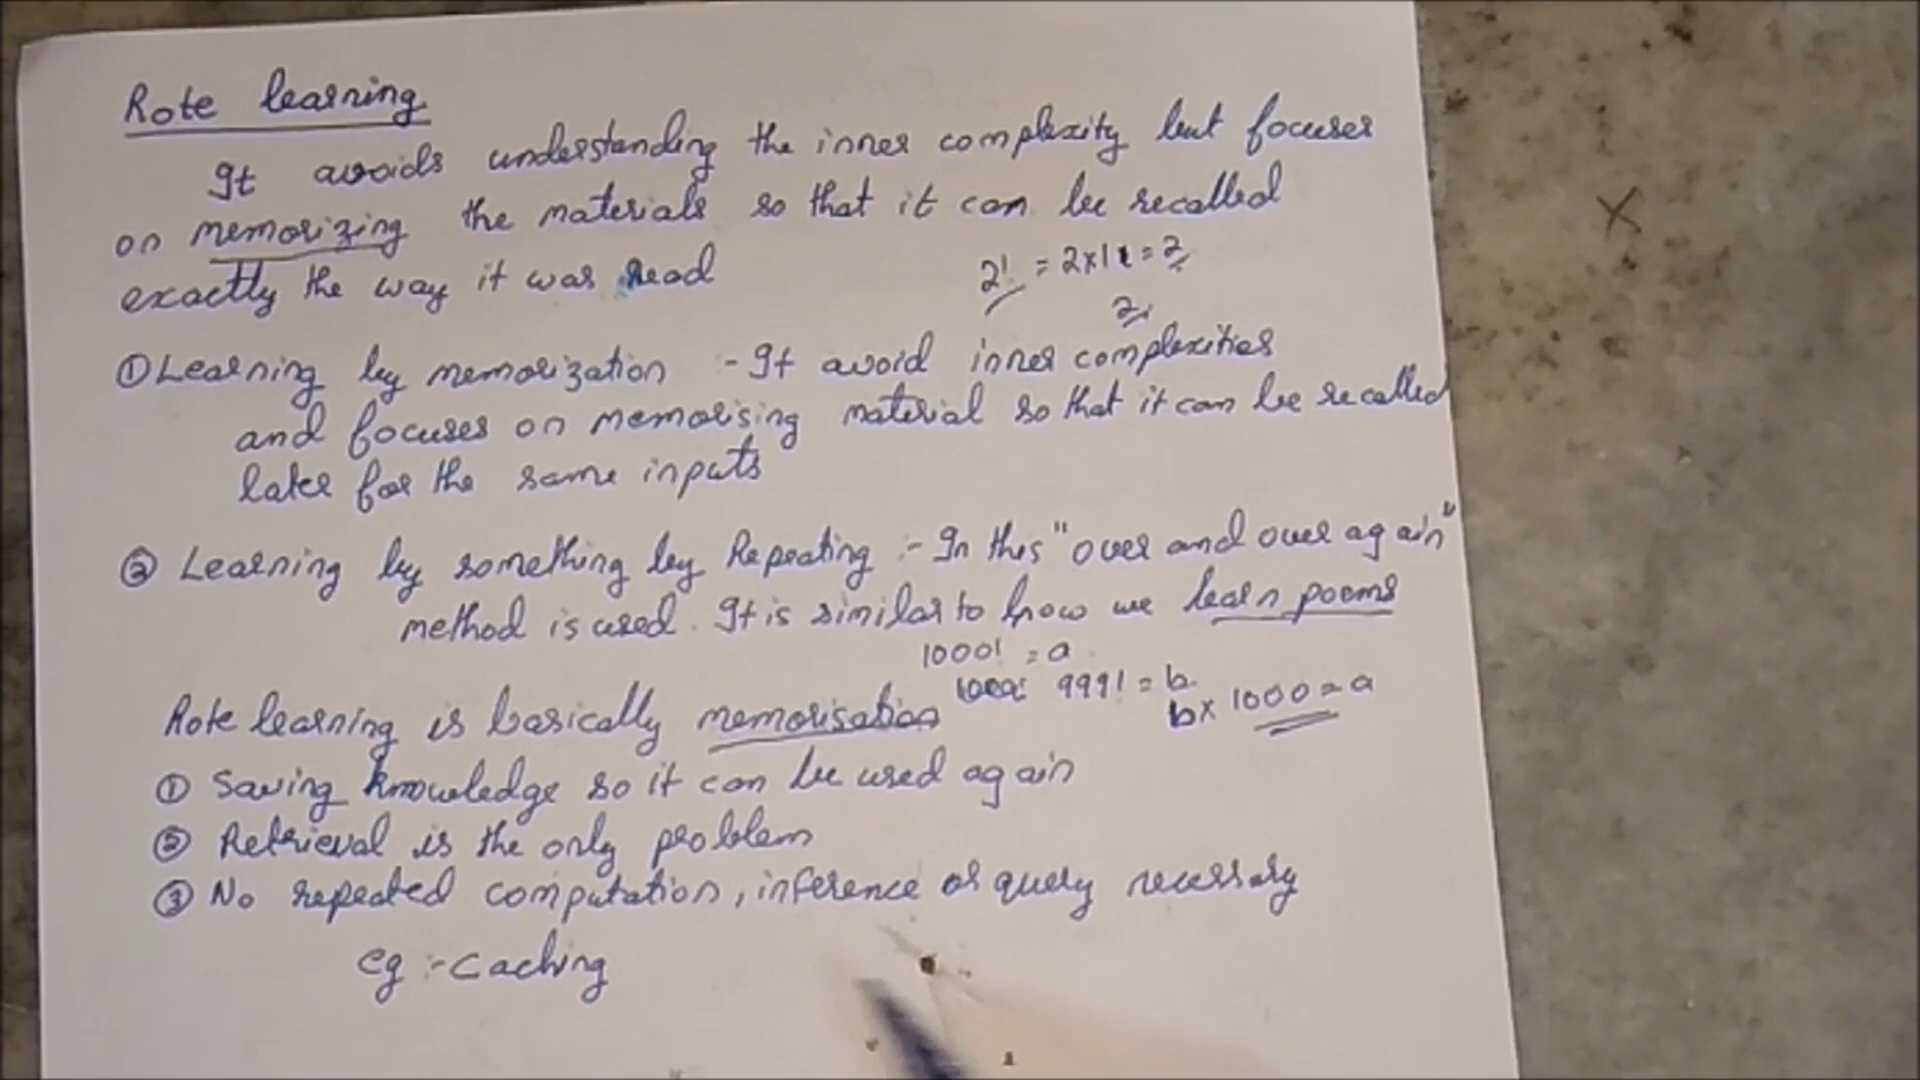 Rote learning
It avoids understanding the inner complexity but focuses
on memorizing the materials so that it can be recalled
exactly the way it was read
2! = 2x1 = 2
2
① Learning by memorization - It avoid inner complexities
and focuses on memorising material so that it can be recalled
later for the same inputs
② Learning by something by Repeating :- In this "over and over again"
method is used. It is similar to how we learn poems
1000! = a
999! = b
b x 1000 = a
Rote learning is basically memorisation
① Saving knowledge so it can be used again
② Retrieval is the only problem
③ No repeated computation, inference or query necessary
eg :- Caching